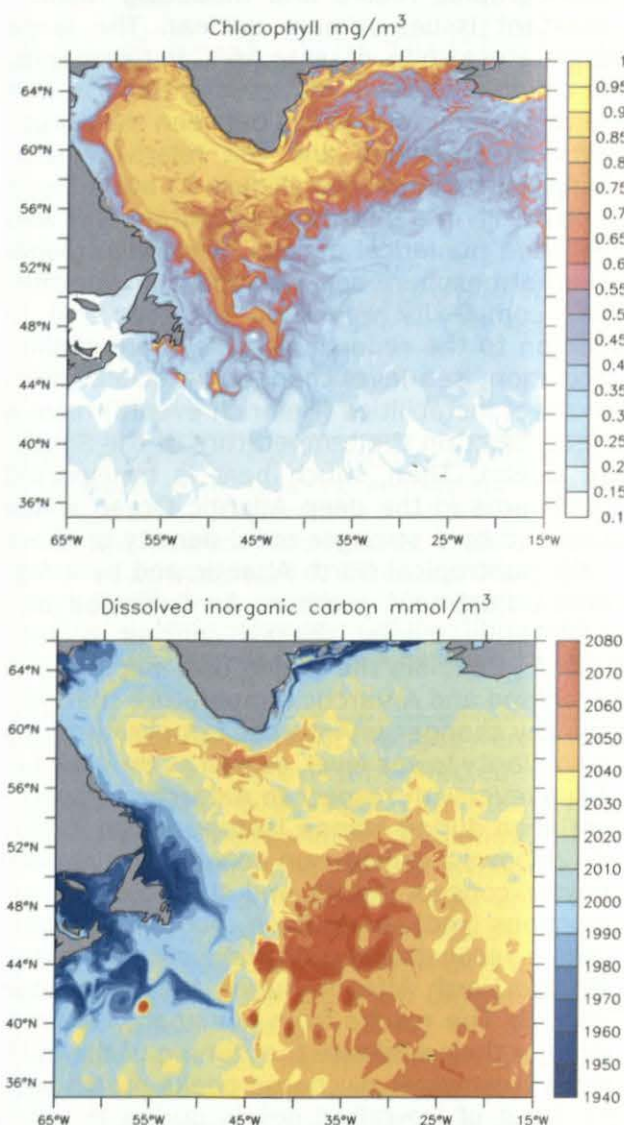 Chlorophyll mg/m³
64°N
60°N
56°N
52°N
48°N
44°N
40°N
36°N
65°W 55°W 45°W 35°W 25°W 15°W
1
0.95
0.9
0.85
0.8
0.75
0.7
0.65
0.6
0.55
0.5
0.45
0.4
0.35
0.3
0.25
0.2
0.15
0.1
Dissolved inorganic carbon mmol/m³
64°N
60°N
56°N
52°N
48°N
44°N
40°N
36°N
65°W 55°W 45°W 35°W 25°W 15°W
2080
2070
2060
2050
2040
2030
2020
2010
2000
1990
1980
1970
1960
1950
1940